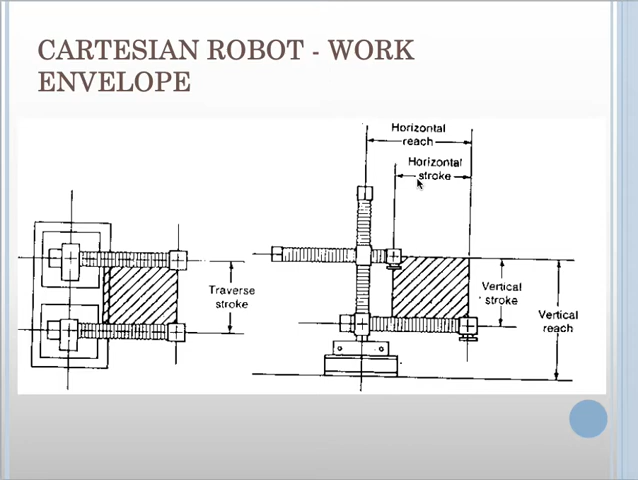 CARTESIAN ROBOT - WORK
ENVELOPE
Horizontal
reach
Horizontal
stroke
Traverse
stroke
Vertical
stroke
Vertical
reach